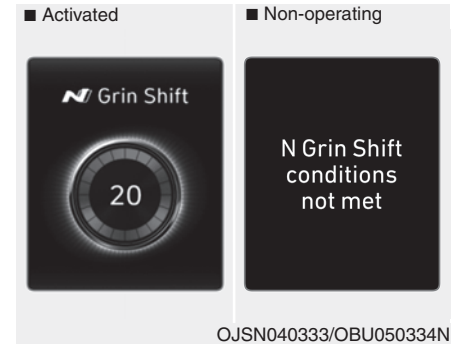 ■ Activated
N Grin Shift
20
■ Non-operating
N Grin Shift
conditions
not met
OJSN040333/OBU050334N